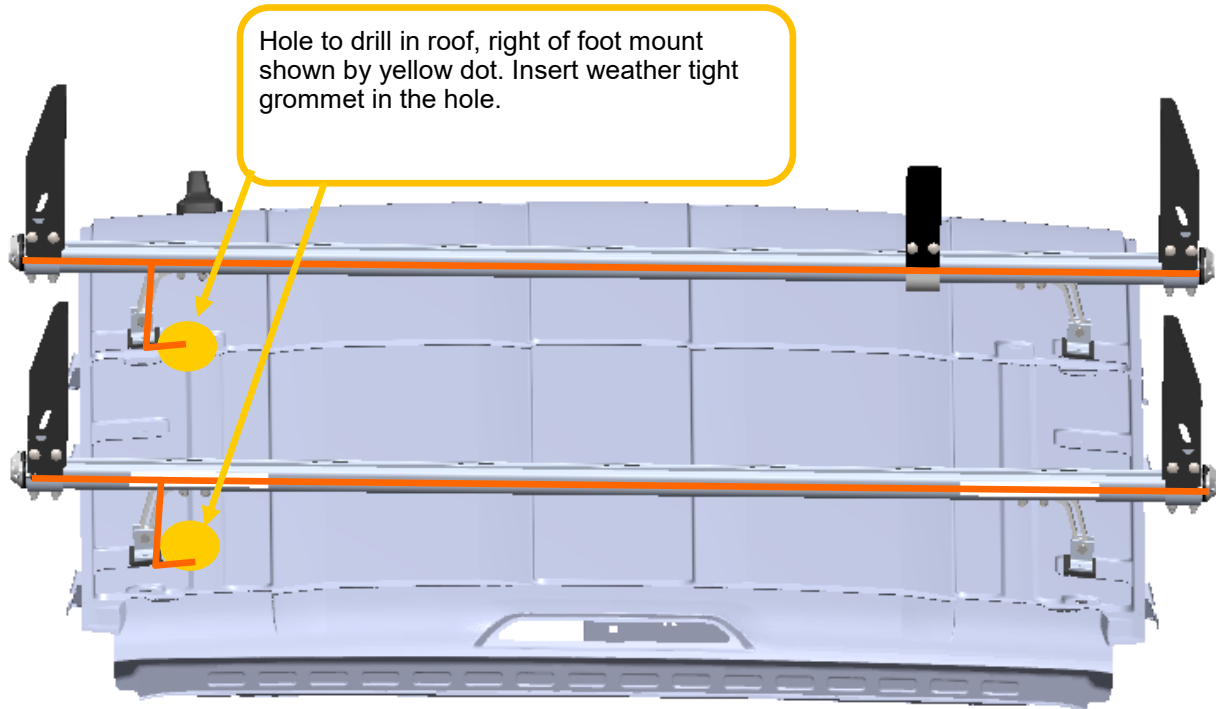 Hole to drill in roof, right of foot mount
shown by yellow dot. Insert weather tight
grommet in the hole.